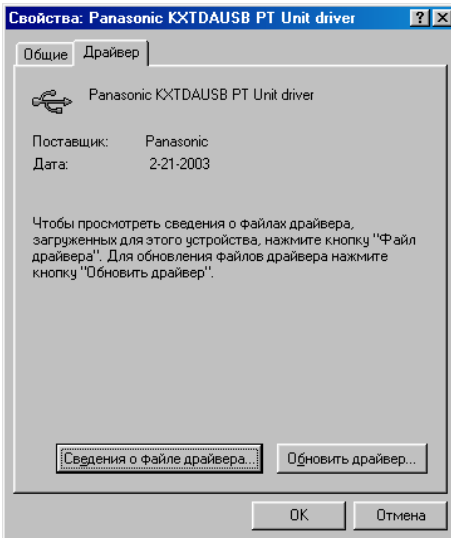 Свойства: Panasonic KXTDAUSB PT Unit driver
Общие Драйвер
Panasonic KXTDAUSB PT Unit driver
Поставщик: Panasonic
Дата: 2-21-2003
Чтобы просмотреть сведения о файлах драйвера,
загруженных для этого устройства, нажмите кнопку "Файл
драйвера". Для обновления файлов драйвера нажмите
кнопку "Обновить драйвер".
Сведения о файле драйвера... Обновить драйвер...
OK Отмена